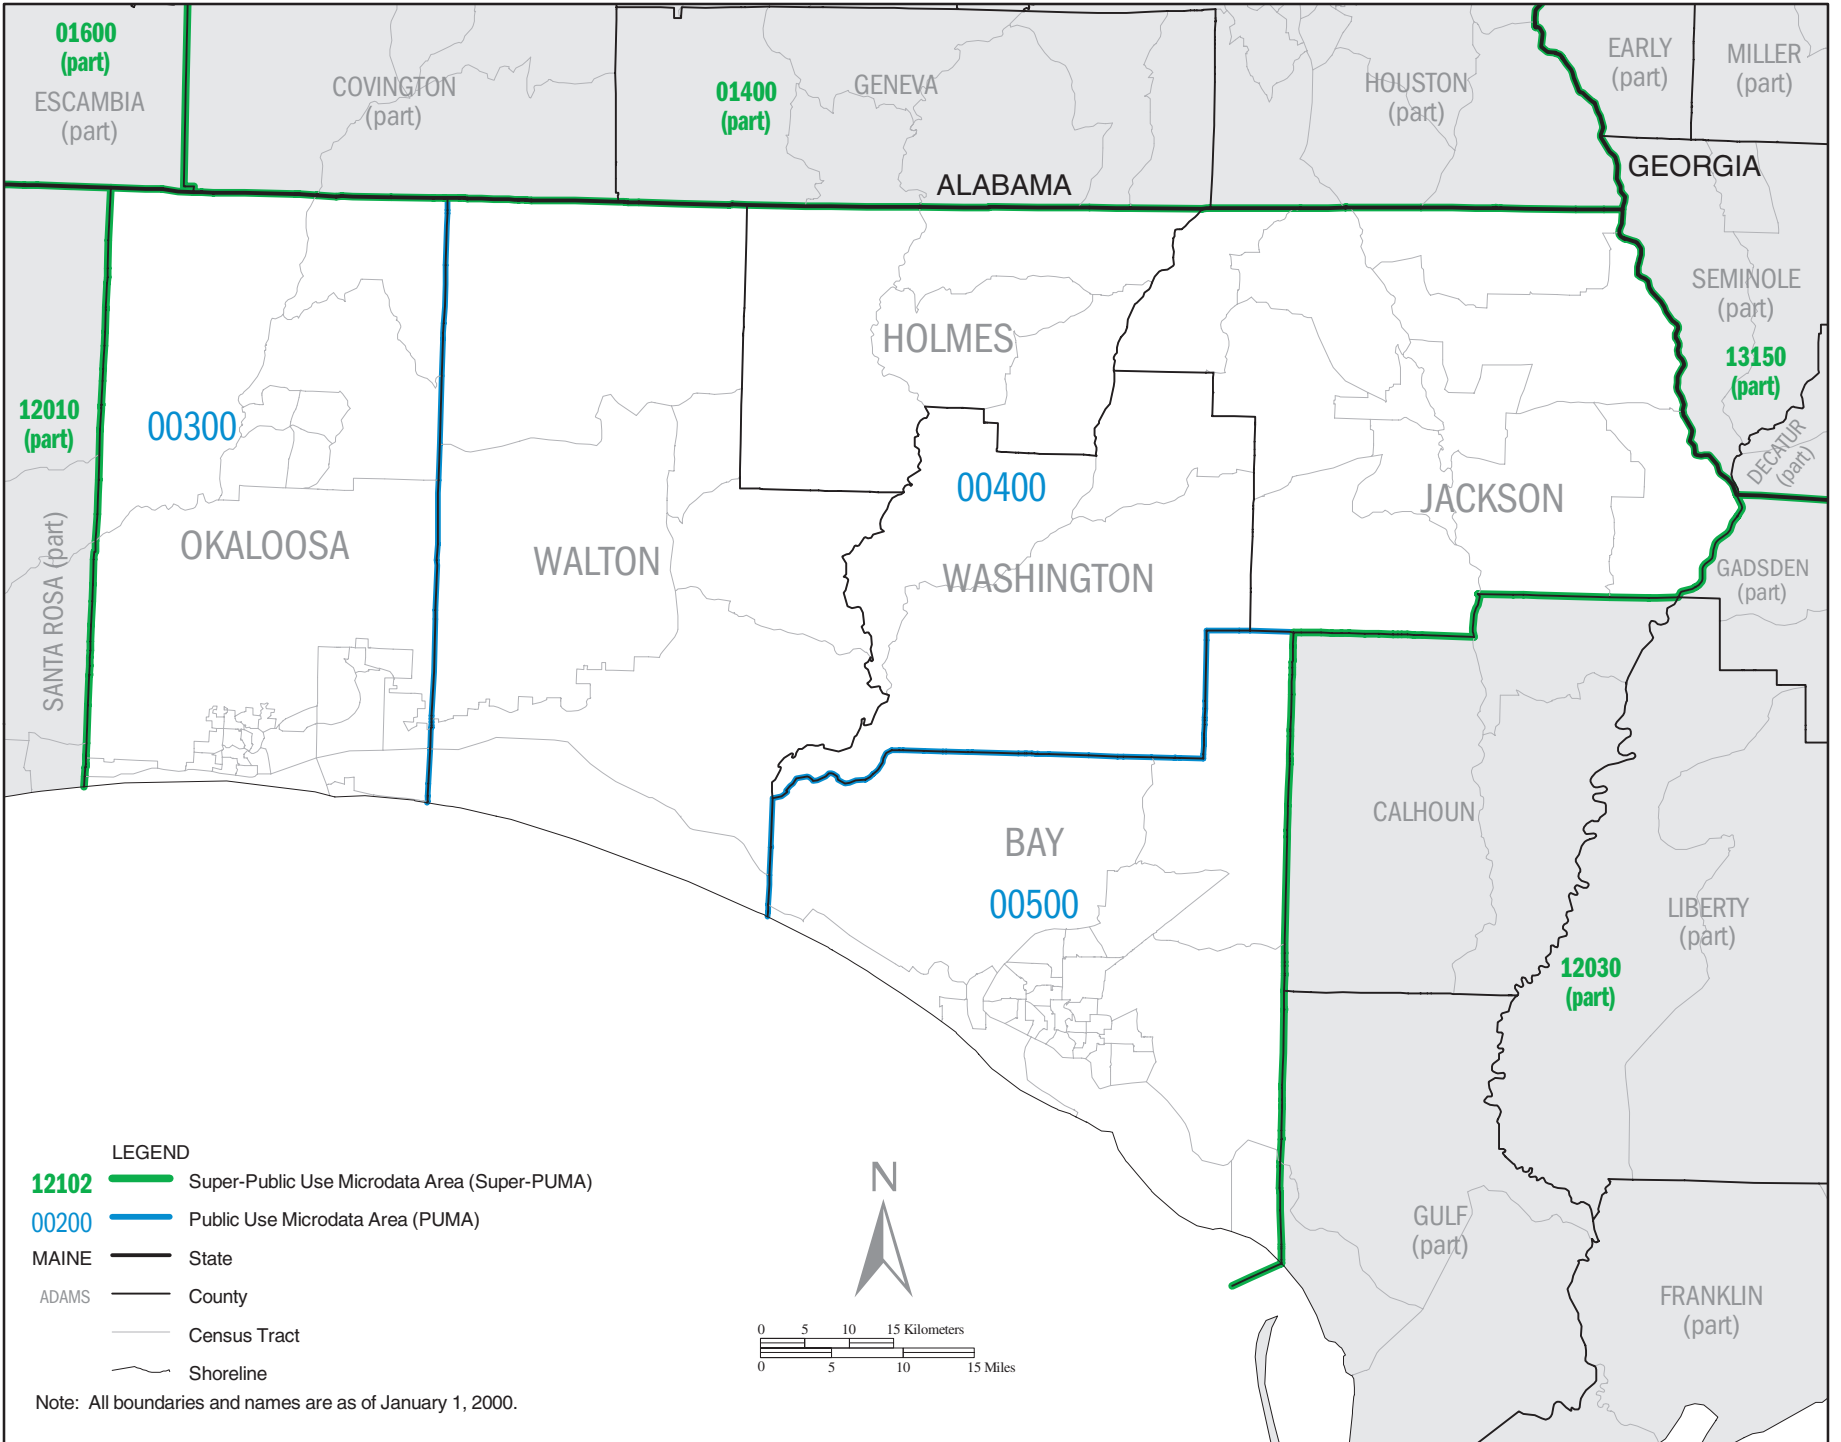 01600
(part)
ESCAMBIA
(part)
COVINGTON
(part)
01400
(part)
GENEVA
HOUSTON
(part)
EARLY
(part)
MILLER
(part)
ALABAMA
GEORGIA
SEMINOLE
(part)
13150
(part)
DECATUR
(part)
12010
(part)
00300
HOLMES
00400
JACKSON
SANTA ROSA (part)
OKALOOSA
WALTON
WASHINGTON
GADSDEN
(part)
BAY
00500
CALHOUN
LIBERTY
(part)
12030
(part)
GULF
(part)
FRANKLIN
(part)
LEGEND
12102 Super-Public Use Microdata Area (Super-PUMA)
00200 Public Use Microdata Area (PUMA)
MAINE State
ADAMS County
Census Tract
Shoreline
Note: All boundaries and names are as of January 1, 2000.
N
0 5 10 15 Kilometers
0 5 10 15 Miles